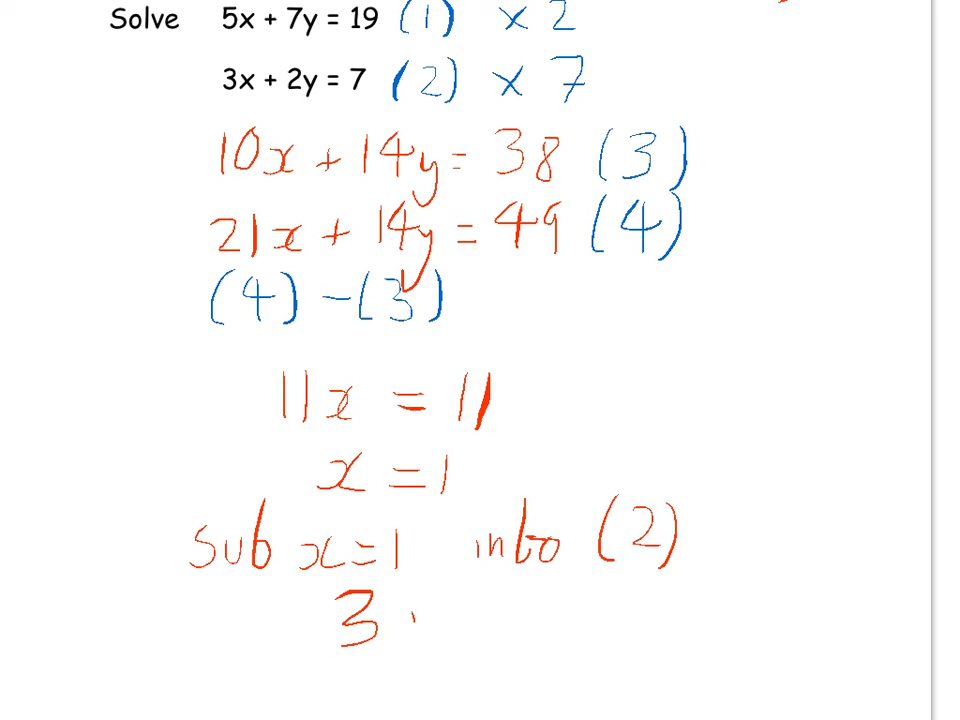 Solve 5x + 7y = 19 (1) × 2
3x + 2y = 7 (2) × 7
10x + 14y = 38 (3)
21x + 14y = 49 (4)
(4) - (3)
11x = 11
x = 1
Sub x = 1 into (2)
3